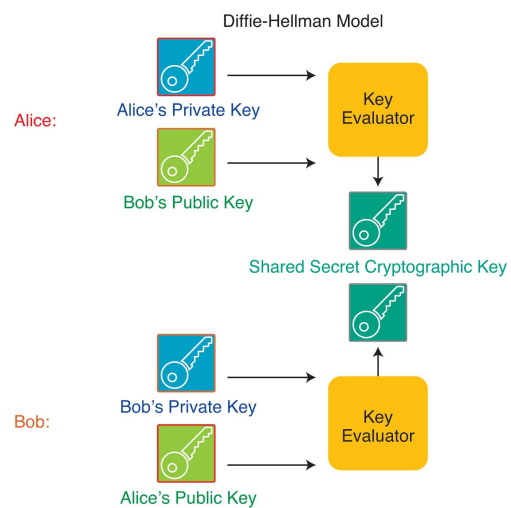 Diffie-Hellman Model
Alice's Private Key
Key
Evaluator
Alice:
Bob's Public Key
Shared Secret Cryptographic Key
Bob's Private Key
Key
Evaluator
Bob:
Alice's Public Key